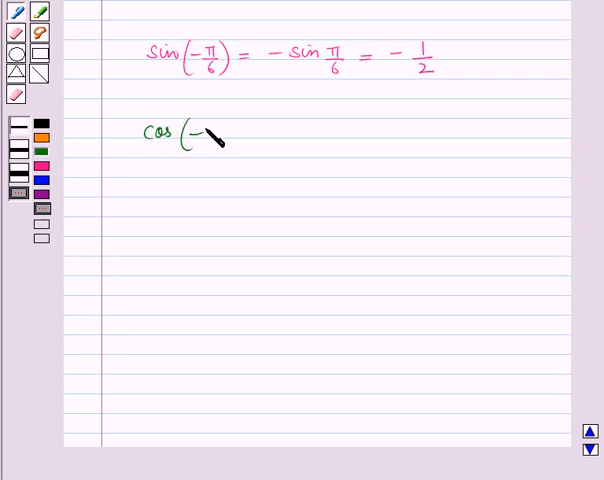 sin(-π/6) = - sin π/6 = - 1/2
cos (-